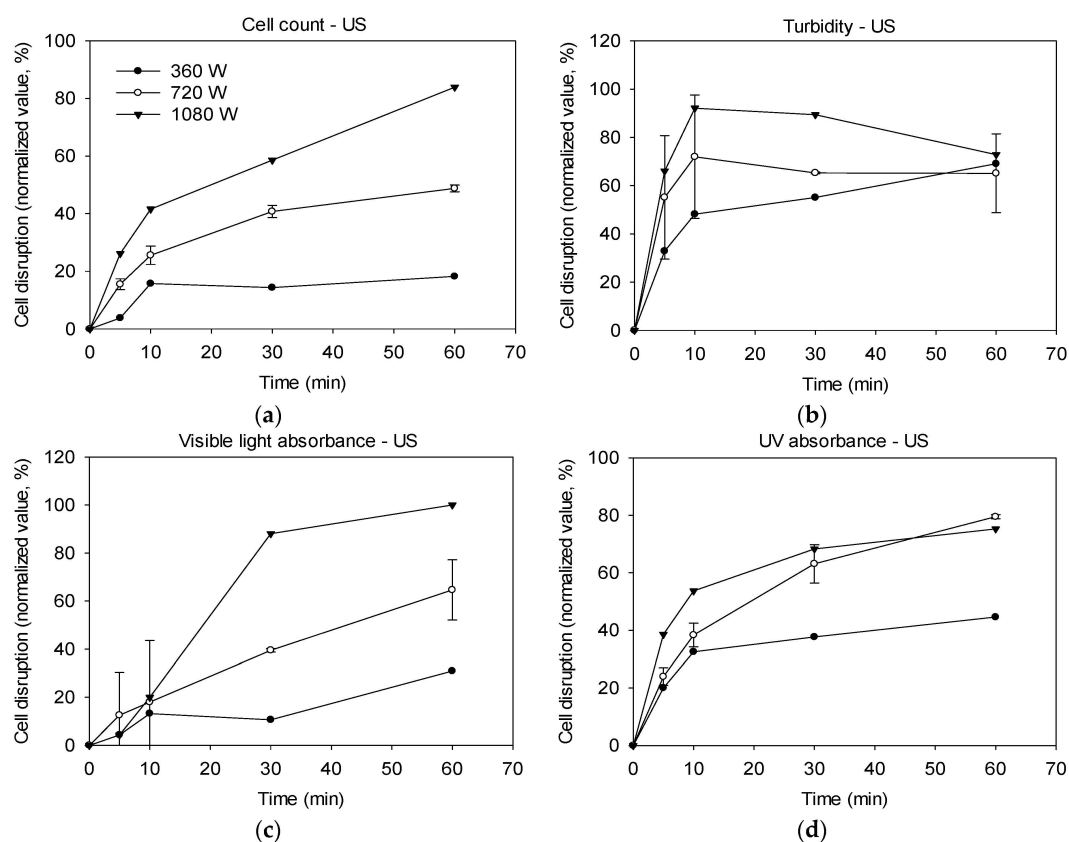 Cell count - US
Cell disruption (normalized value, %)
100
80
60
40
20
0
360 W
720 W
1080 W
0 10 20 30 40 50 60 70
Time (min)
(a)
Turbidity - US
Cell disruption (normalized value, %)
120
100
80
60
40
20
0
0 10 20 30 40 50 60 70
Time (min)
(b)
Visible light absorbance - US
Cell disruption (normalized value, %)
120
100
80
60
40
20
0
0 10 20 30 40 50 60 70
Time (min)
(c)
UV absorbance - US
Cell disruption (normalized value, %)
100
80
60
40
20
0
0 10 20 30 40 50 60 70
Time (min)
(d)